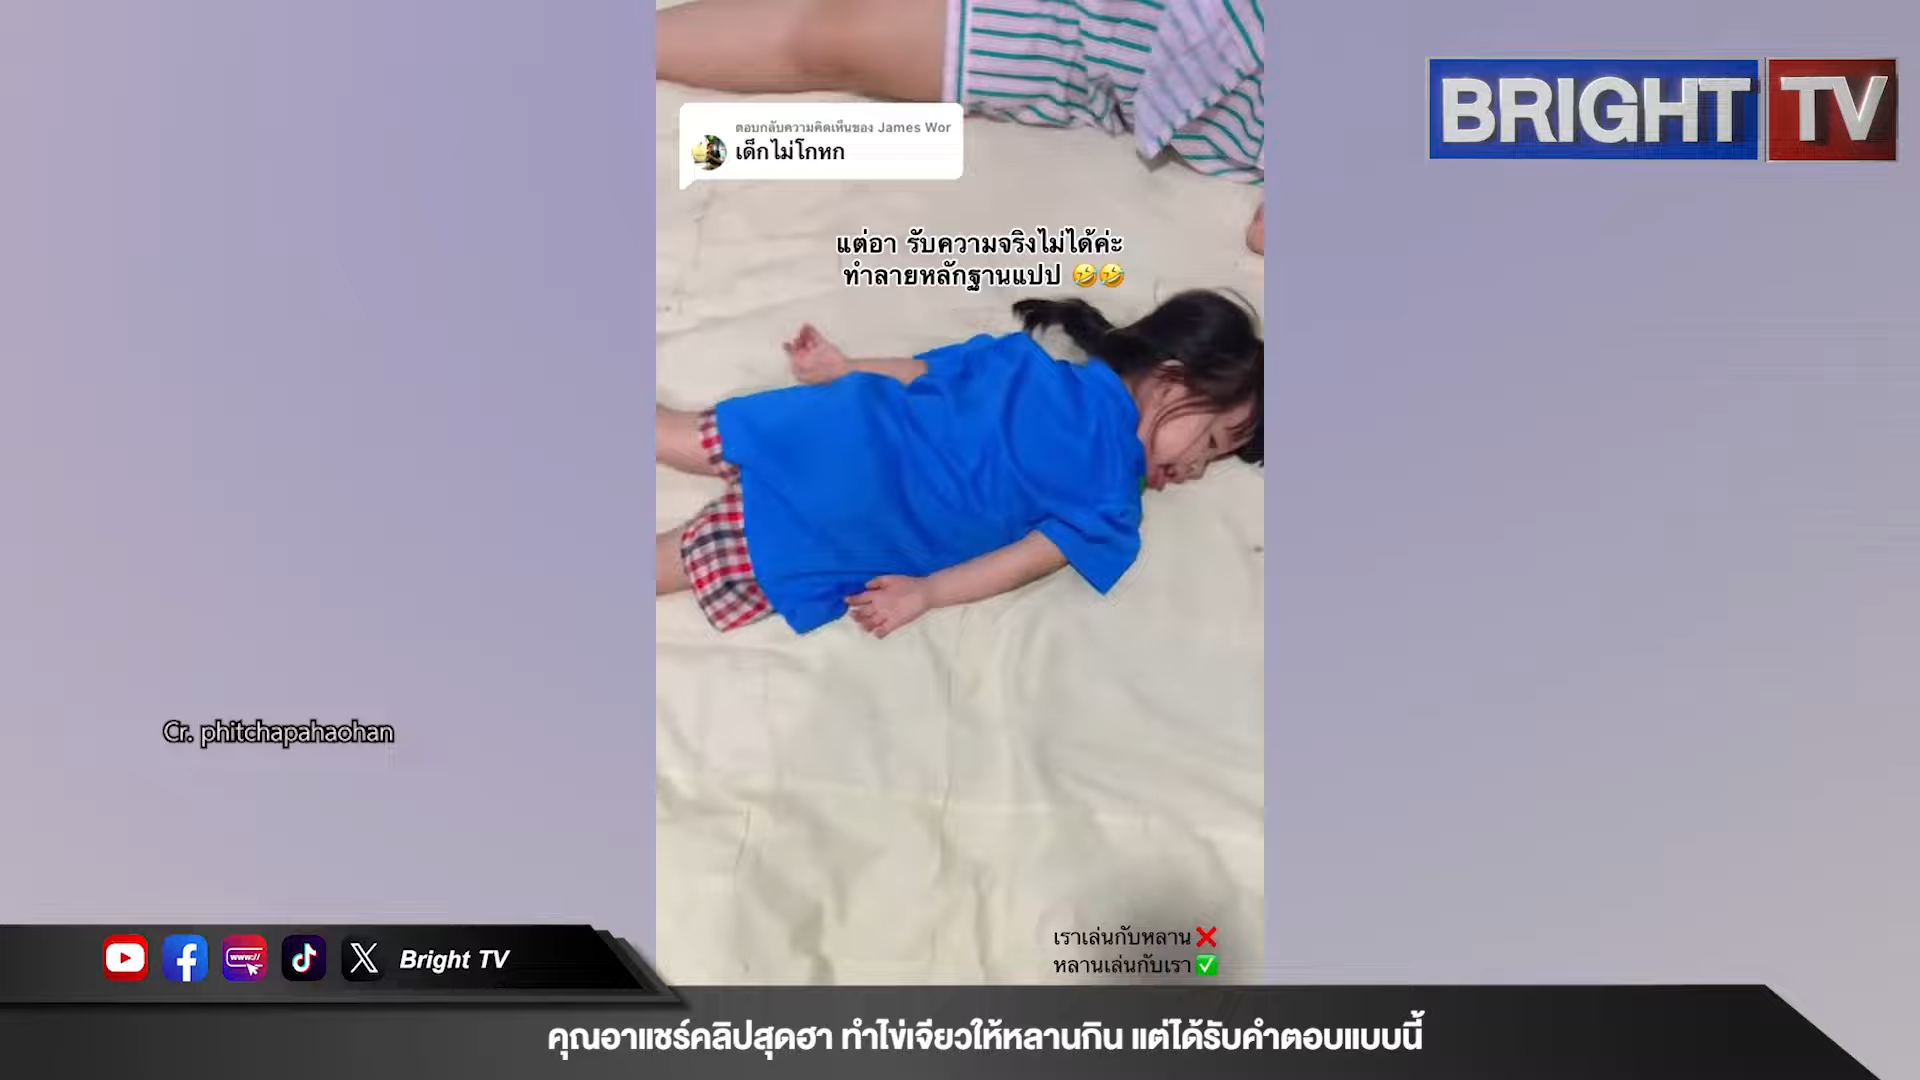 BRIGHT TV
ตอบกลับความคิดเห็นของ James Wor
เด็กไม่โกหก
แต่อา รับความจริงไม่ได้ค่ะ
ทำลายหลักฐานแปป 🤣🤣
Cr. phitchapahaohan
เราเล่นกับหลาน❌
หลานเล่นกับเรา✅
www://
Bright TV
คุณอาแชร์คลิปสุดฮา ทำไข่เจียวให้หลานกิน แต่ได้รับคำตอบแบบนี้